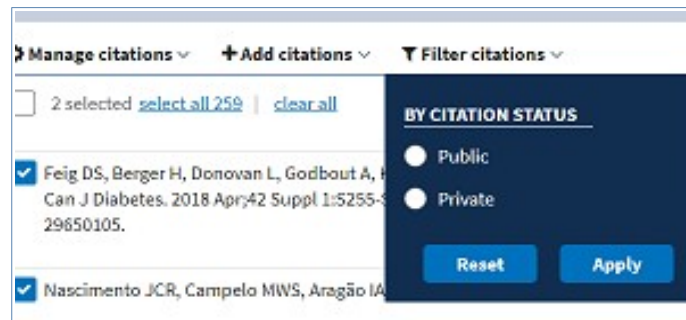 Manage citations Add citations Filter citations
2 selected select all 259 | clear all
BY CITATION STATUS
Public
Private
Reset Apply
Feig DS, Berger H, Donovan L, Godbout A,
Can J Diabetes. 2018 Apr;42 Suppl 1:S255-
29650105.
Nascimento JCR, Campelo MWS, Aragão IA,